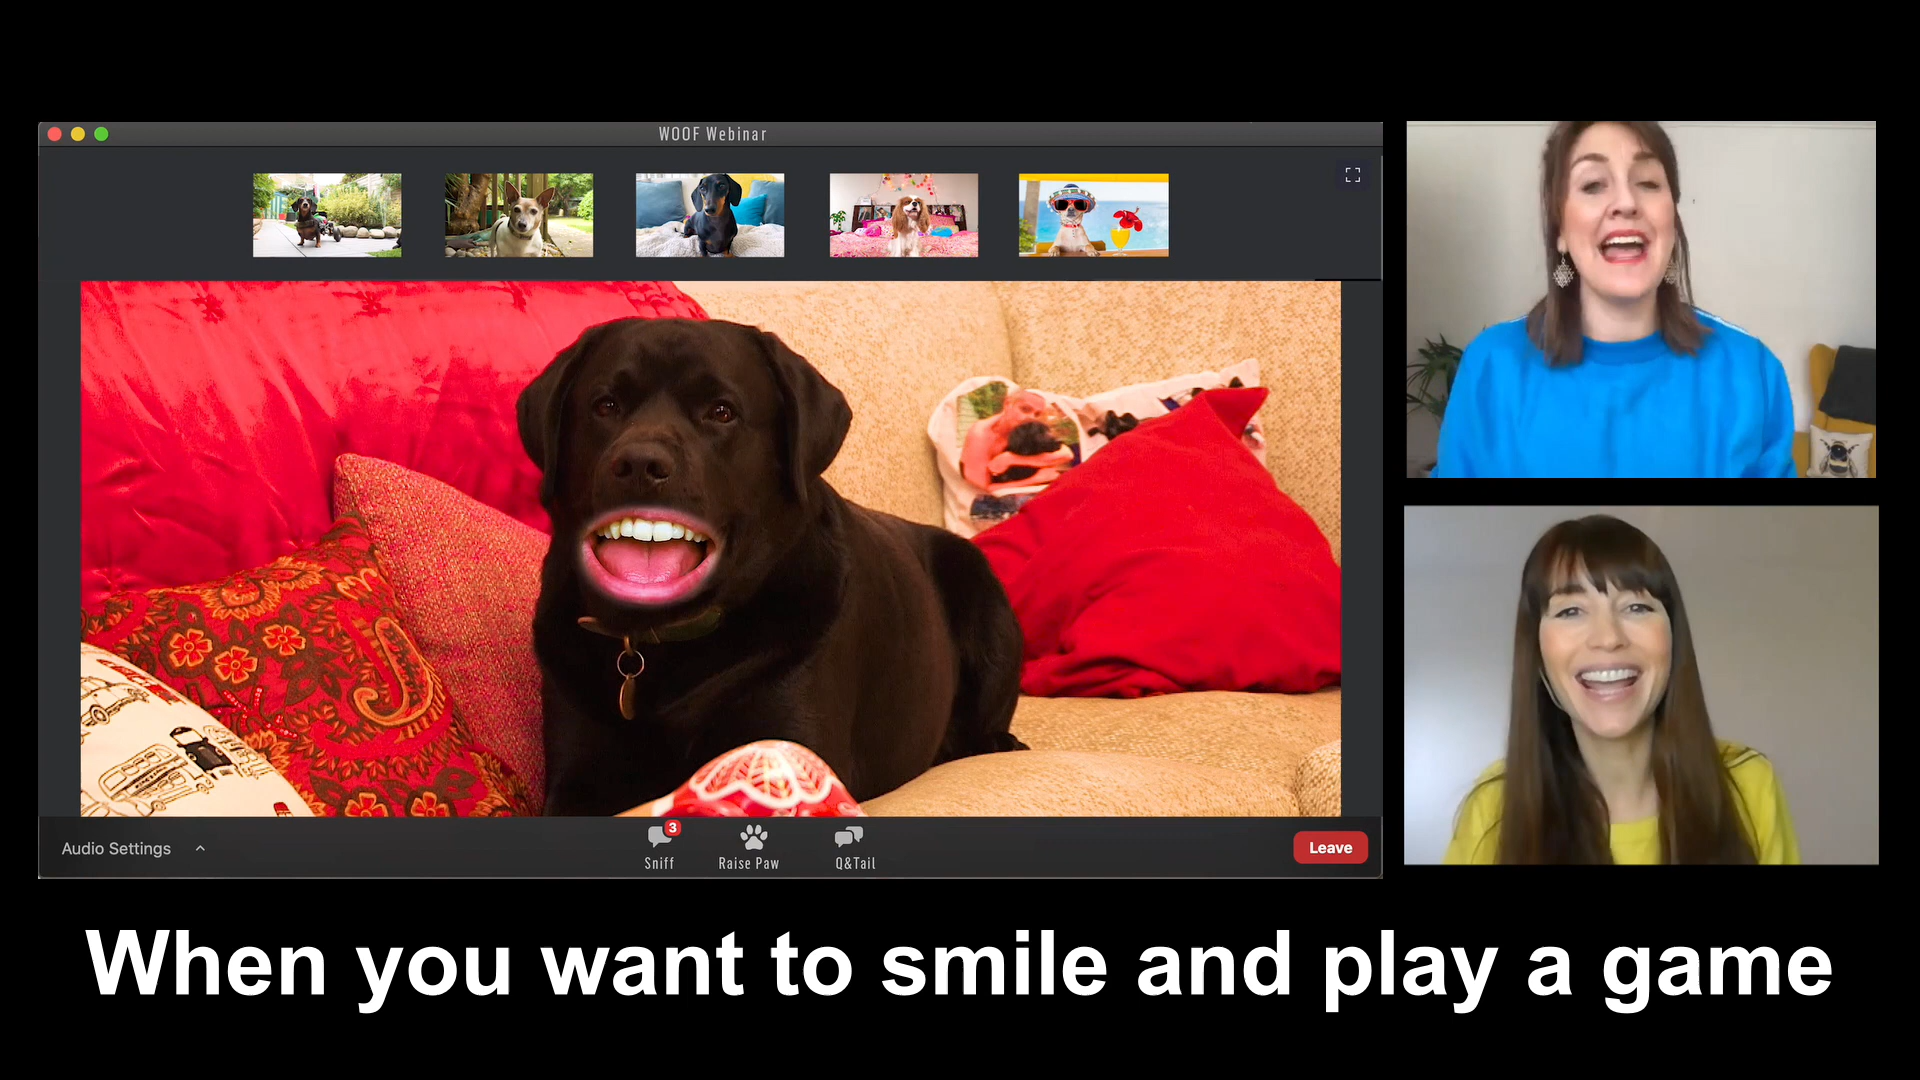 WOOF Webinar
3
Sniff
Raise Paw
Q&Tail
Audio Settings
Leave
When you want to smile and play a game